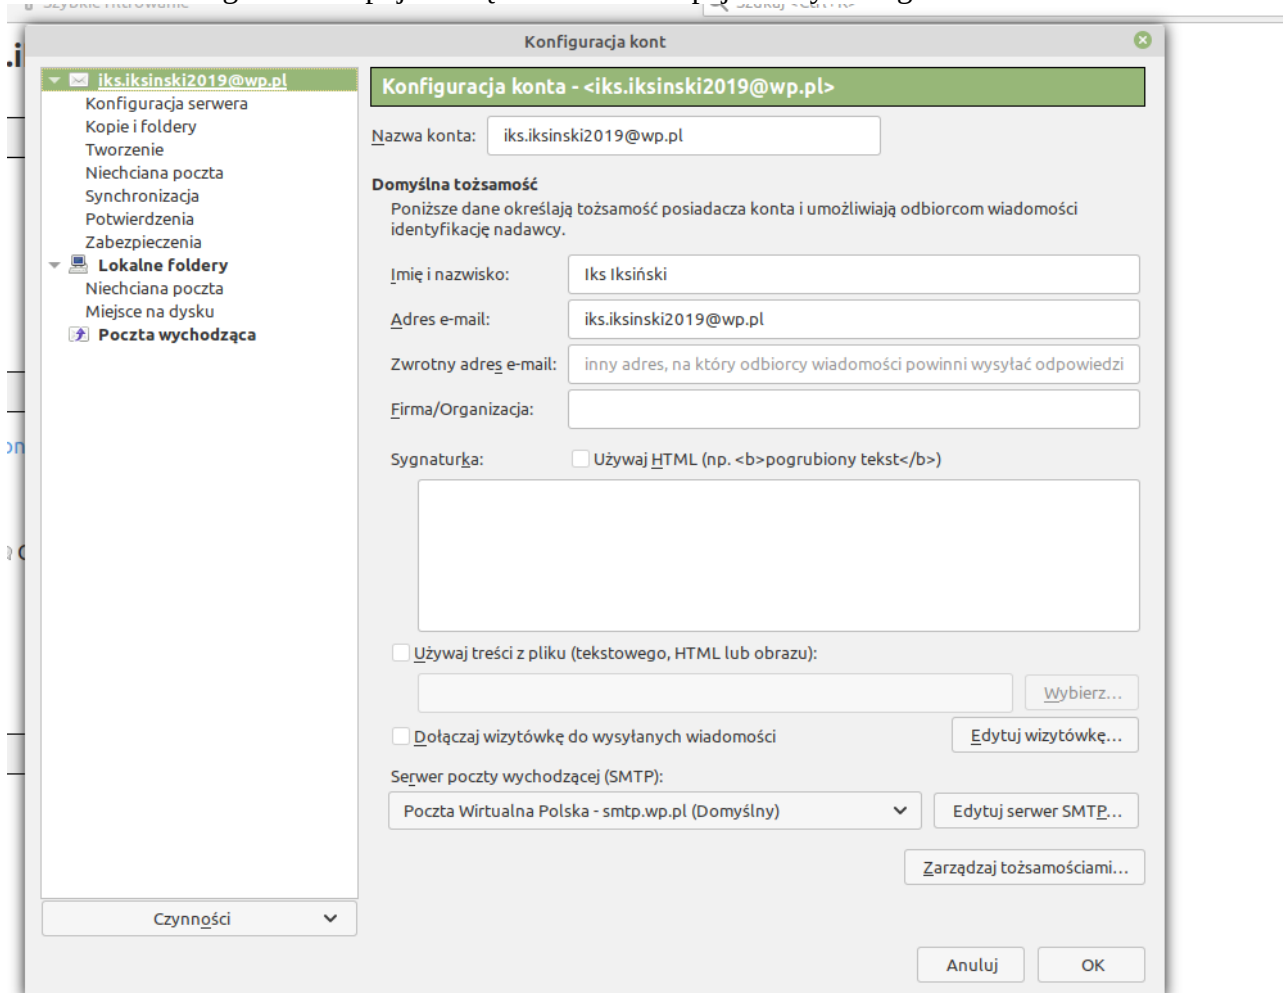 Szybkie filtrowanie
Szukaj <Ctrl+K>
Konfiguracja kont
iks.iksinski2019@wp.pl
Konfiguracja serwera
Kopie i foldery
Tworzenie
Niechciana poczta
Synchronizacja
Potwierdzenia
Zabezpieczenia
Lokalne foldery
Niechciana poczta
Miejsce na dysku
Poczta wychodząca
Czynności
Konfiguracja konta - <iks.iksinski2019@wp.pl>
Nazwa konta: iks.iksinski2019@wp.pl
Domyślna tożsamość
Poniższe dane określają tożsamość posiadacza konta i umożliwiają odbiorcom wiadomości
identyfikację nadawcy.
Imię i nazwisko: Iks Iksiński
Adres e-mail: iks.iksinski2019@wp.pl
Zwrotny adres e-mail: inny adres, na który odbiorcy wiadomości powinni wysyłać odpowiedzi
Firma/Organizacja:
Sygnaturka: Używaj HTML (np. <b>pogrubiony tekst</b>)
Używaj treści z pliku (tekstowego, HTML lub obrazu):
Wybierz...
Dołączaj wizytówkę do wysyłanych wiadomości Edytuj wizytówkę...
Serwer poczty wychodzącej (SMTP):
Poczta Wirtualna Polska - smtp.wp.pl (Domyślny) Edytuj serwer SMTP...
Zarządzaj tożsamościami...
Anuluj OK